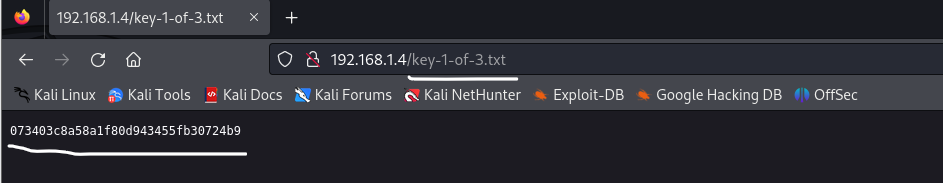 192.168.1.4/key-1-of-3.txt
192.168.1.4/key-1-of-3.txt
Kali Linux Kali Tools Kali Docs Kali Forums Kali NetHunter Exploit-DB Google Hacking DB OffSec
073403c8a58a1f80d943455fb30724b9